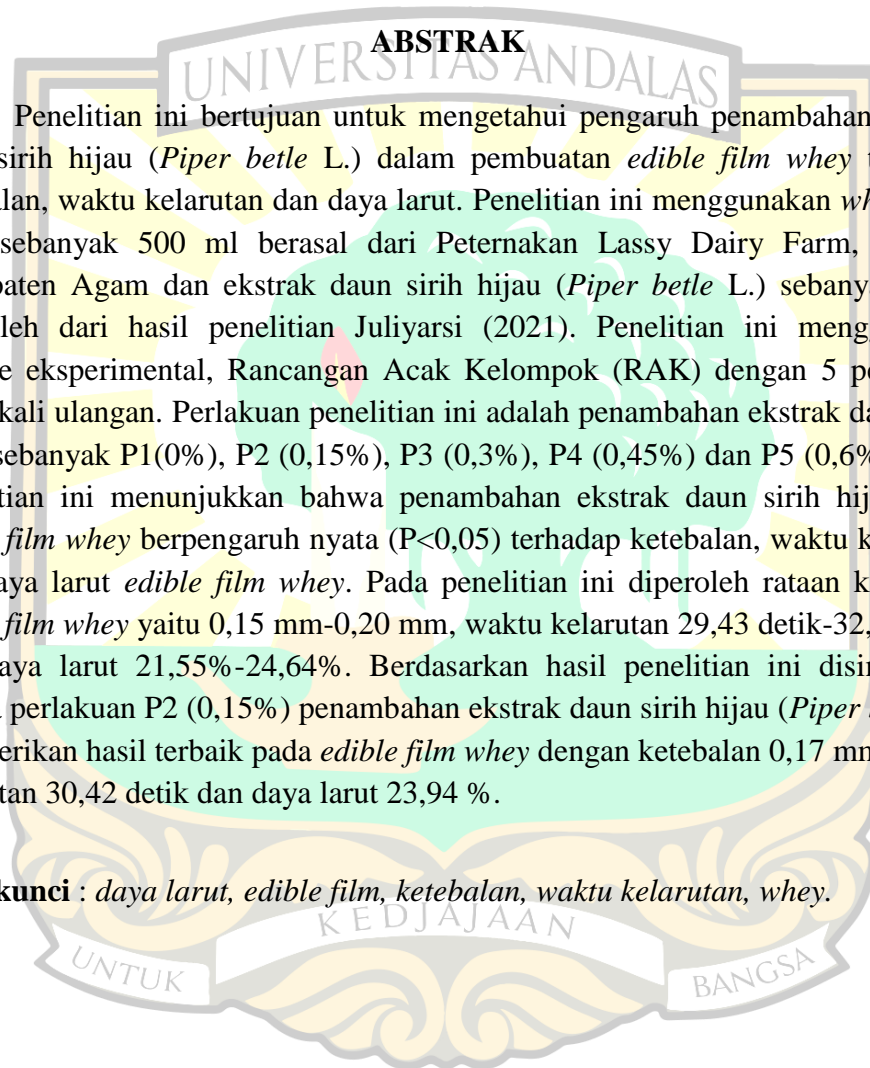 ABSTRAK
UNIVERSITAS ANDALAS
Penelitian ini bertujuan untuk mengetahui pengaruh penambahan
sirih hijau (Piper betle L.) dalam pembuatan edible film whey
alan, waktu kelarutan dan daya larut. Penelitian ini menggunakan wh
sebanyak 500 ml berasal dari Peternakan Lassy Dairy Farm,
paten Agam dan ekstrak daun sirih hijau (Piper betle L.) sebany
leh dari hasil penelitian Juliyarsi (2021). Penelitian ini meng
e eksperimental, Rancangan Acak Kelompok (RAK) dengan 5 p
kali ulangan. Perlakuan penelitian ini adalah penambahan ekstrak da
sebanyak P1(0%), P2 (0,15%), P3 (0,3%), P4 (0,45%) dan P5 (0,6%
tian ini menunjukkan bahwa penambahan ekstrak daun sirih hij
film whey berpengaruh nyata (P<0,05) terhadap ketebalan, waktu k
aya larut edible film whey. Pada penelitian ini diperoleh rataan k
film whey yaitu 0,15 mm-0,20 mm, waktu kelarutan 29,43 detik-32,
aya larut 21,55%-24,64%. Berdasarkan hasil penelitian ini disi
perlakuan P2 (0,15%) penambahan ekstrak daun sirih hijau (Piper
erikan hasil terbaik pada edible film whey dengan ketebalan 0,17 mm
tan 30,42 detik dan daya larut 23,94 %.
kunci : daya larut, edible film, ketebalan, waktu kelarutan, whey.
KEDJAJAAN
UNTUK
BANGSA